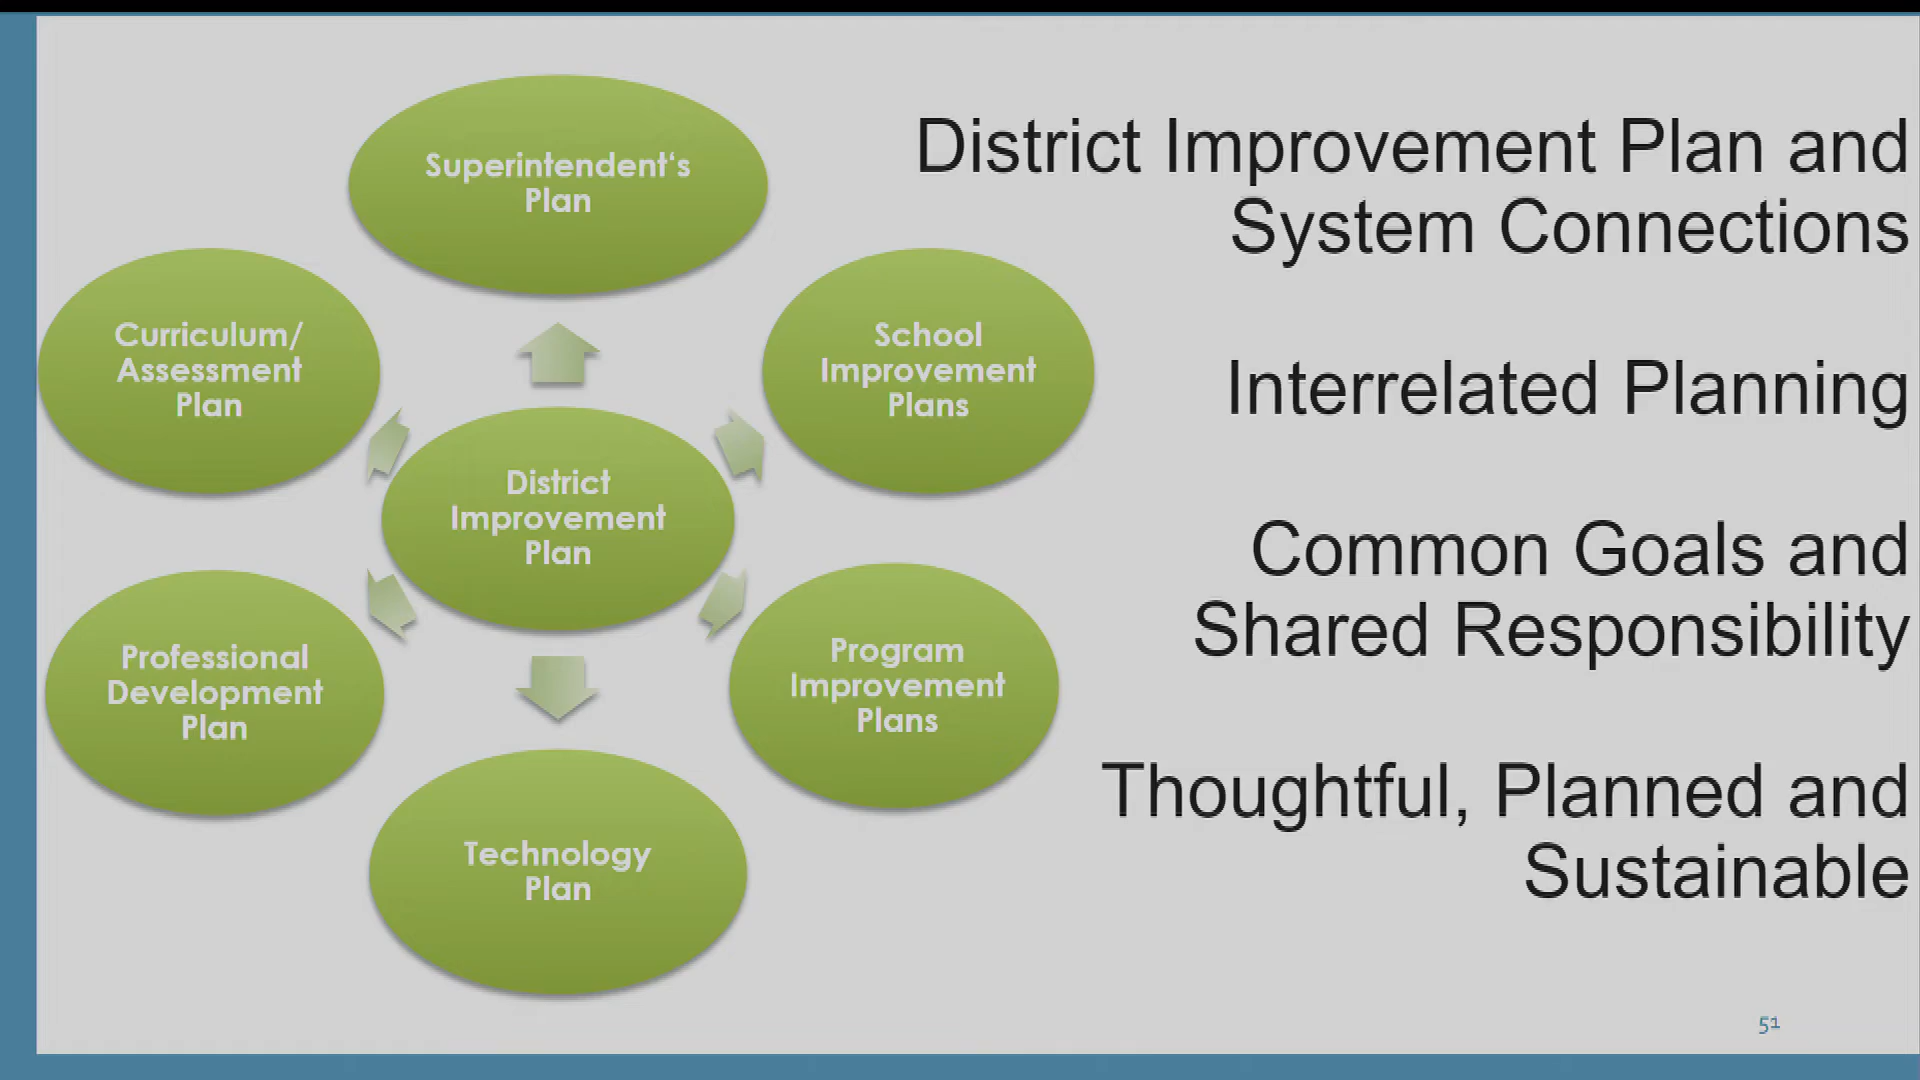 Superintendent‘s
Plan
District Improvement Plan and
System Connections
Curriculum/
Assessment
Plan
School
Improvement
Plans
Interrelated Planning
District
Improvement
Plan
Common Goals and
Shared Responsibility
Professional
Development
Plan
Program
Improvement
Plans
Thoughtful, Planned and
Sustainable
Technology
Plan
51